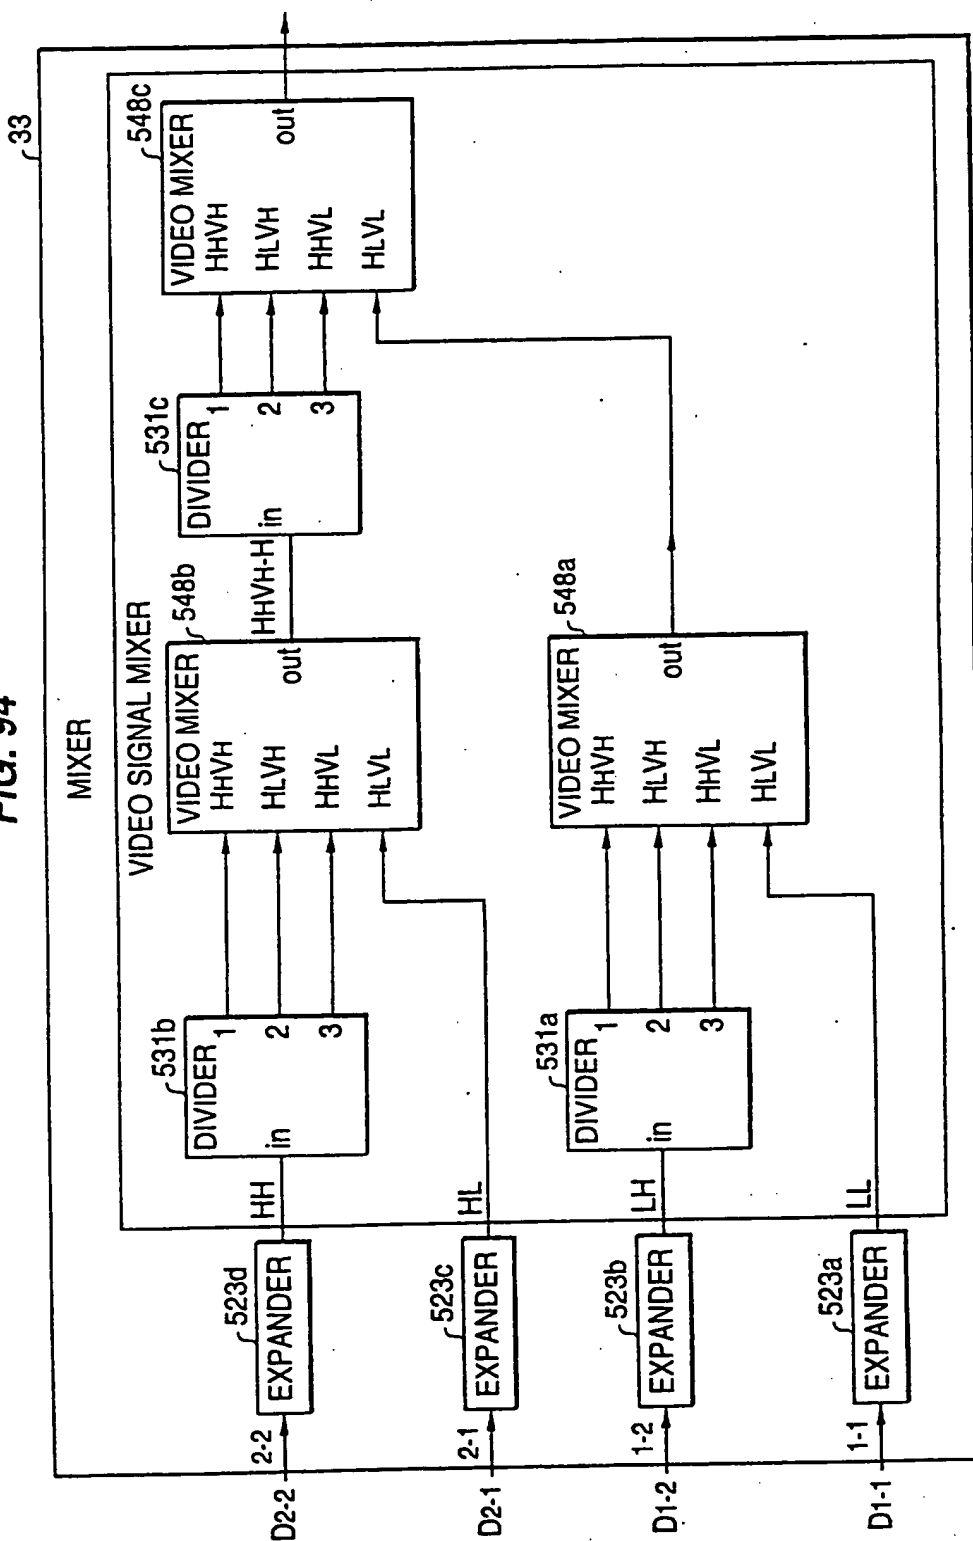 FIG. 94
33
MIXER
VIDEO SIGNAL MIXER
D2-2
2-2
EXPANDER
523d
HH
DIVIDER
531b
in
1
2
3
VIDEO MIXER
548b
HHVH
HLVH
HHVL
HLVL
out
HHVH-H
DIVIDER
531c
in
1
2
3
VIDEO MIXER
548c
HHVH
HLVH
HHVL
HLVL
out
D2-1
2-1
EXPANDER
523c
HL
D1-2
1-2
EXPANDER
523b
LH
DIVIDER
531a
in
1
2
3
VIDEO MIXER
548a
HHVH
HLVH
HHVL
HLVL
out
D1-1
1-1
EXPANDER
523a
LL